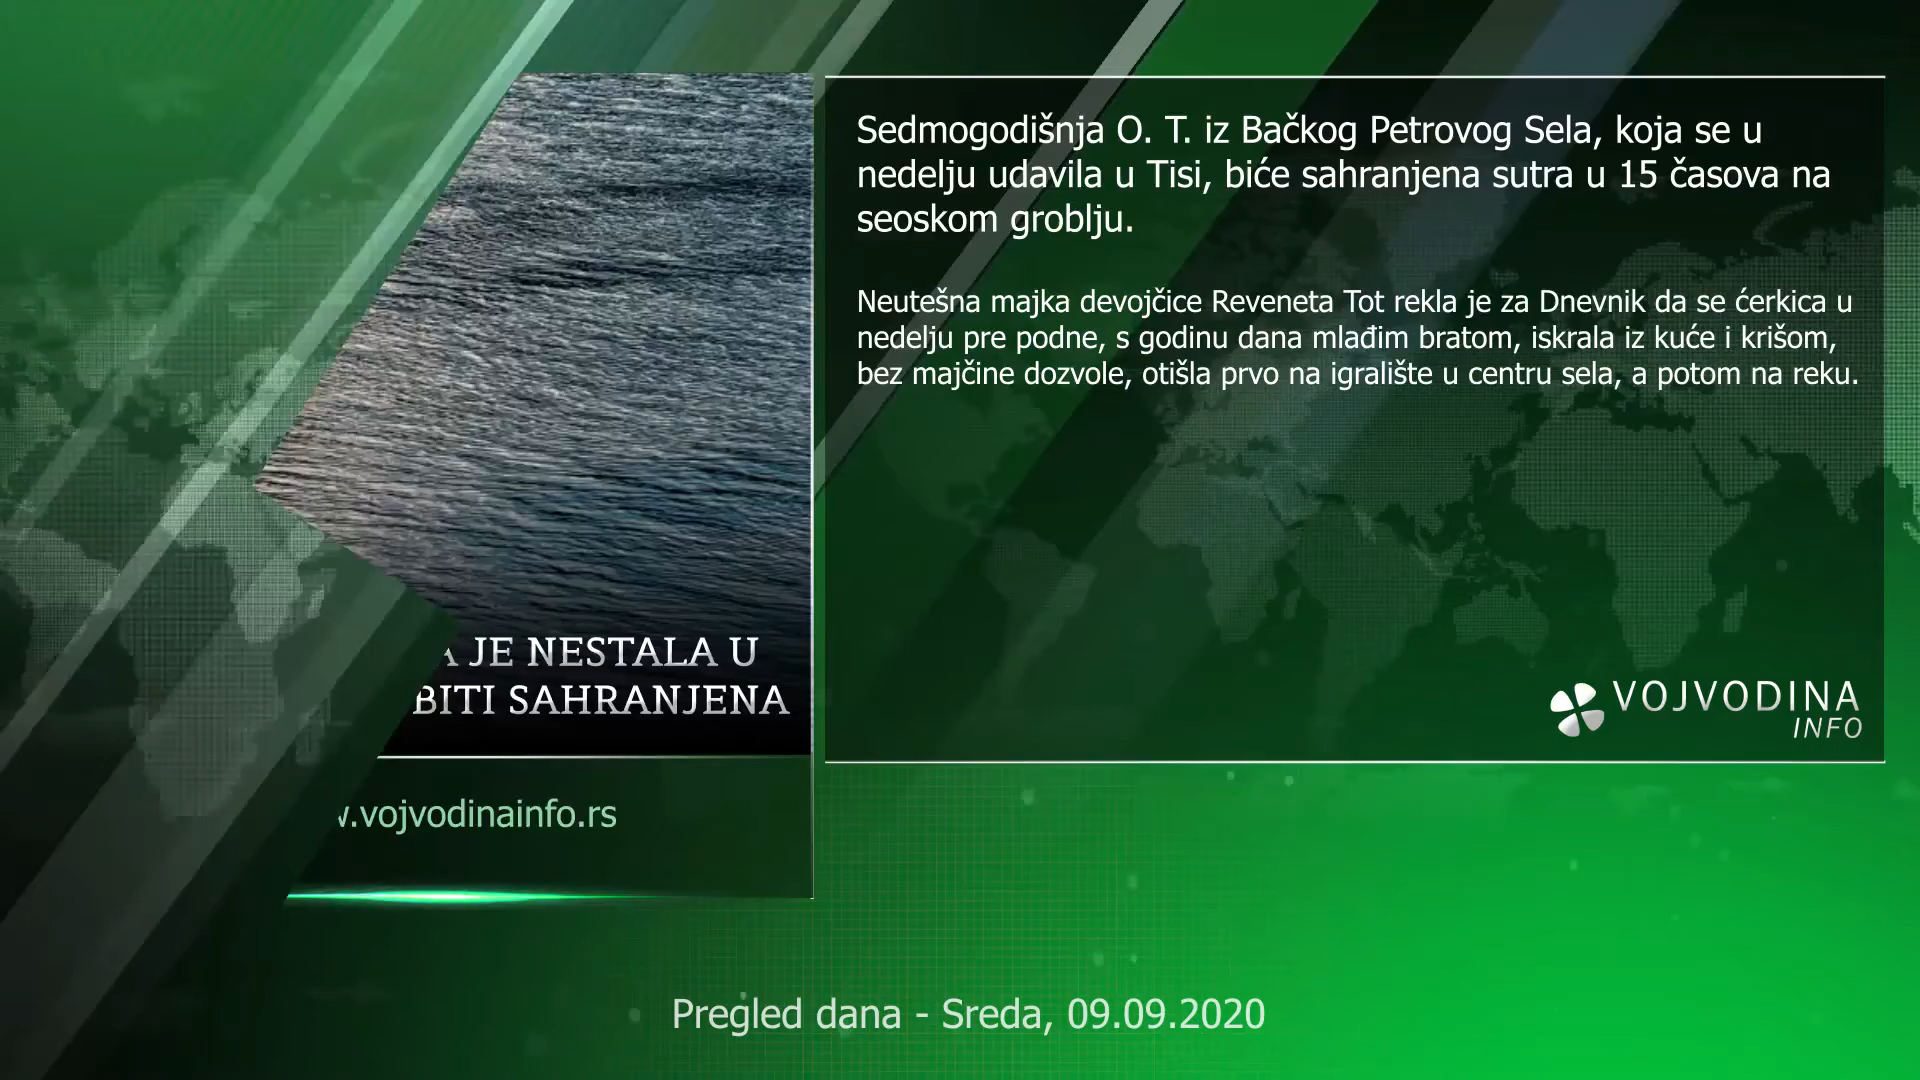 JE NESTALA U
BITI SAHRANJENA
.vojvodinainfo.rs
Sedmogodišnja O. T. iz Bačkog Petrovog Sela, koja se u
nedelju udavila u Tisi, biće sahranjena sutra u 15 časova na
seoskom groblju.
Neutešna majka devojčice Reveneta Tot rekla je za Dnevnik da se ćerkica u
nedelju pre podne, s godinu dana mlađim bratom, iskrala iz kuće i krišom,
bez majčine dozvole, otišla prvo na igralište u centru sela, a potom na reku.
VOJVODINA
INFO
Pregled dana - Sreda, 09.09.2020